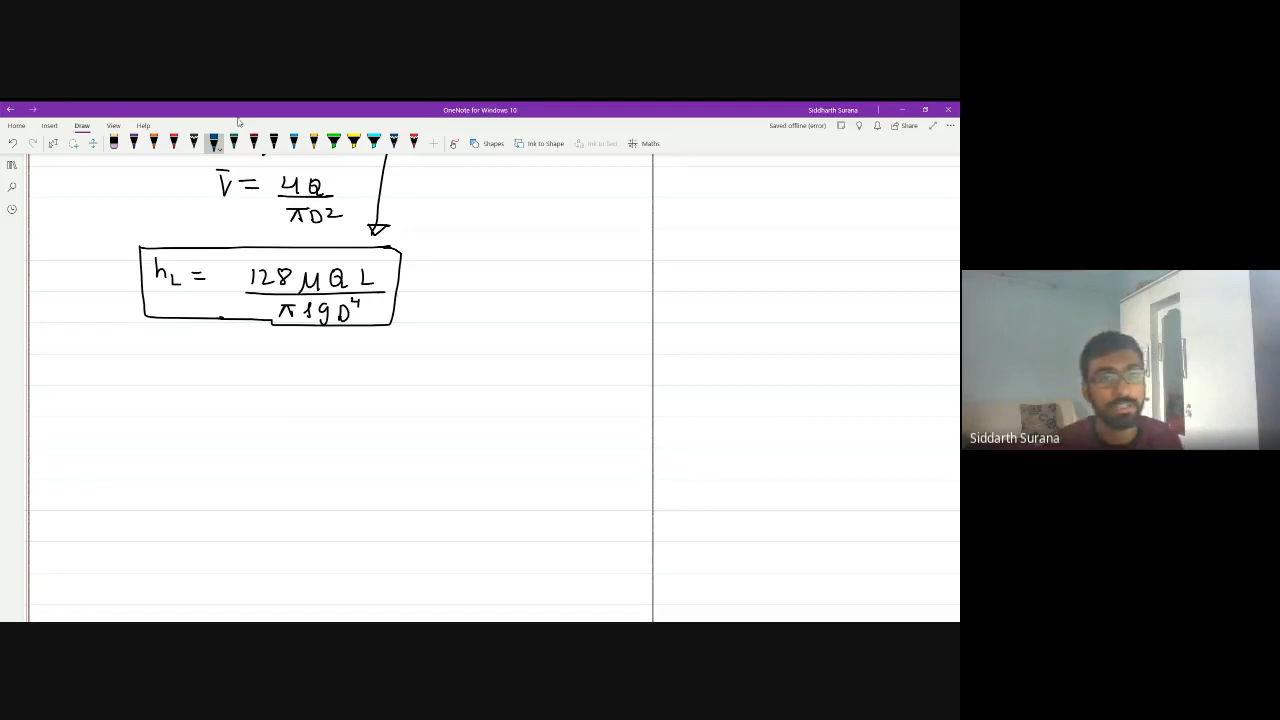 OneNote for Windows 10
Siddharth Surana
Home Insert Draw View Help
Saved offline (error) Share
Shapes Ink to Shape Ink to Text Maths
V̄ = 4Q / πD²
h_L = 128 μ Q L / π ρ g D⁴
Siddarth Surana